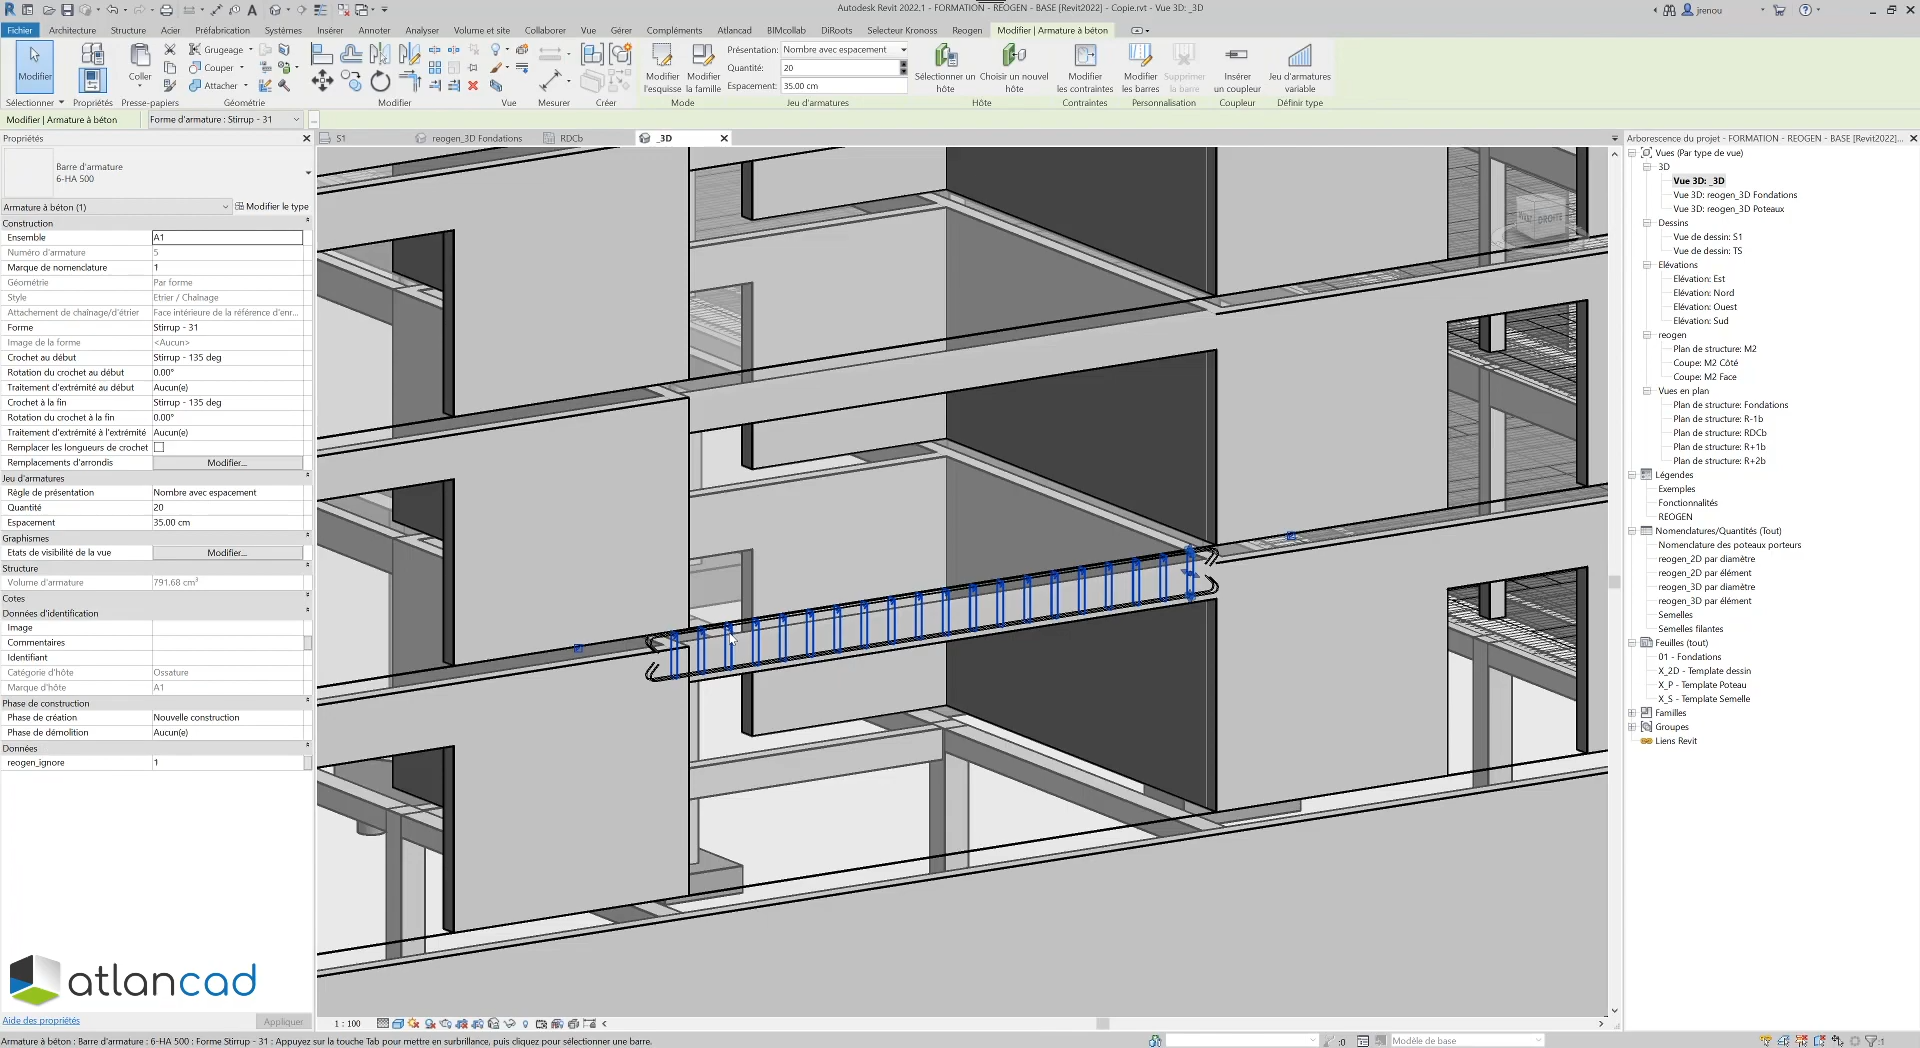 Autodesk Revit 2022.1 - FORMATION - REOGEN - BASE [Revit2022] - Copie.rvt - Vue 3D: _3D
jrenou
Fichier Architecture Structure Acier Préfabrication Systèmes Insérer Annoter Analyser Volume et site Collaborer Vue Gérer Compléments Atlancad BIMcollab DiRoots Selecteur Kronoss Reogen Modifier | Armature à béton
Grugeage
Présentation: Nombre avec espacement
Modifier Coller Couper Modifier l'esquisse Modifier la famille Quantité: 20 Sélectionner un hôte Choisir un nouvel hôte Modifier les contraintes Modifier les barres Supprimer la barre Insérer un coupleur Jeu d'armatures variable
Attacher Espacement: 35.00 cm
Sélectionner Propriétés Presse-papiers Géométrie Modifier Vue Mesurer Créer Mode Jeu d'armatures Hôte Contraintes Personnalisation Coupleur Définir type
Modifier | Armature à béton Forme d'armature : Stirrup - 31
Propriétés
S1 reogen_3D Fondations RDCb _3D
Barre d'armature
6-HA 500
Armature à béton (1) Modifier le type
Construction
Ensemble A1
Numéro d'armature 5
Marque de nomenclature 1
Géométrie Par forme
Style Etrier / Chaînage
Attachement de chaînage/d'étrier Face intérieure de la référence d'enr...
Forme Stirrup - 31
Image de la forme <Aucun>
Crochet au début Stirrup - 135 deg
Rotation du crochet au début 0.00°
Traitement d'extrémité au début Aucun(e)
Crochet à la fin Stirrup - 135 deg
Rotation du crochet à la fin 0.00°
Traitement d'extrémité à l'extrémité Aucun(e)
Remplacer les longueurs de crochet
Remplacements d'arrondis Modifier...
Jeu d'armatures
Règle de présentation Nombre avec espacement
Quantité 20
Espacement 35.00 cm
Graphismes
Etats de visibilité de la vue Modifier...
Structure
Volume d'armature 791.68 cm³
Cotes
Données d'identification
Image
Commentaires
Identifiant
Catégorie d'hôte Ossature
Marque d'hôte A1
Phase de construction
Phase de création Nouvelle construction
Phase de démolition Aucun(e)
Données
reogen_ignore 1
atlancad
Aide des propriétés Appliquer
DROITE
1 : 100
Arborescence du projet - FORMATION - REOGEN - BASE [Revit2022]...
Vues (Par type de vue)
3D
Vue 3D: _3D
Vue 3D: reogen_3D Fondations
Vue 3D: reogen_3D Poteaux
Dessins
Vue de dessin: S1
Vue de dessin: TS
Elévations
Elévation: Est
Elévation: Nord
Elévation: Ouest
Elévation: Sud
reogen
Plan de structure: M2
Coupe: M2 Côté
Coupe: M2 Face
Vues en plan
Plan de structure: Fondations
Plan de structure: R-1b
Plan de structure: RDCb
Plan de structure: R+1b
Plan de structure: R+2b
Légendes
Exemples
Fonctionnalités
REOGEN
Nomenclatures/Quantités (Tout)
Nomenclature des poteaux porteurs
reogen_2D par diamètre
reogen_2D par élément
reogen_3D par diamètre
reogen_3D par élément
Semelles
Semelles filantes
Feuilles (tout)
01 - Fondations
X_2D - Template dessin
X_P - Template Poteau
X_S - Template Semelle
Familles
Groupes
Liens Revit
Armature à béton : Barre d'armature : 6-HA 500 : Forme Stirrup - 31 : Appuyez sur la touche Tab pour mettre en surbrillance, puis cliquez pour sélectionner une barre.
:0 Modèle de base :1